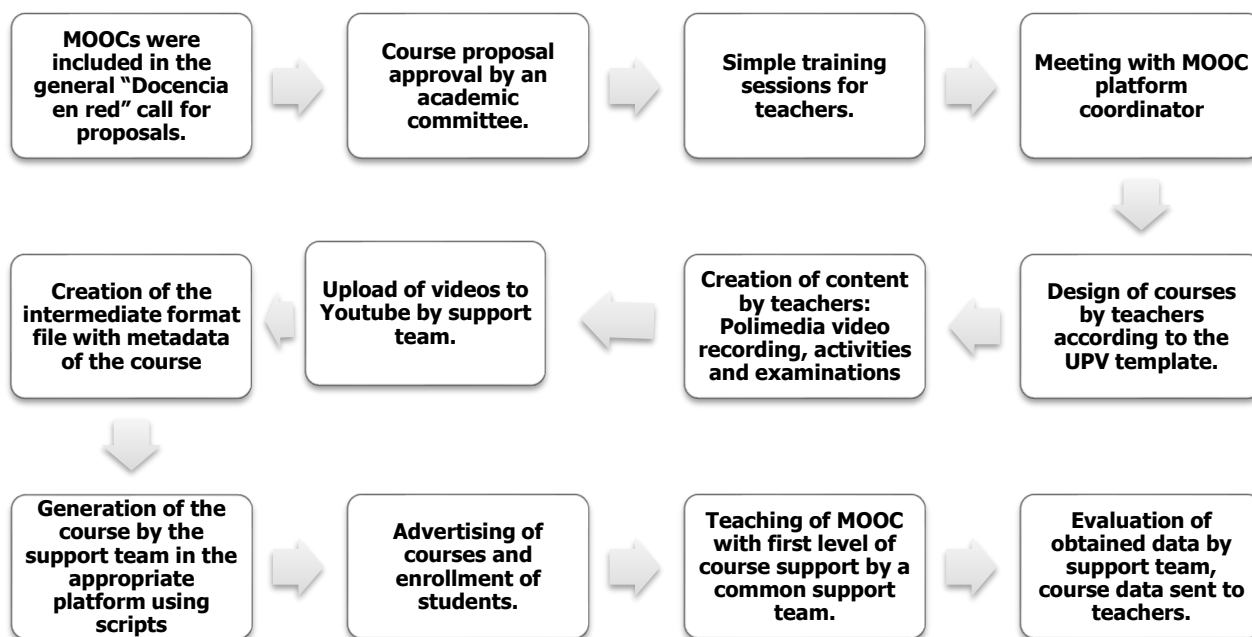 MOOCs were
included in the
general “Docencia
en red” call for
proposals.
Course proposal
approval by an
academic
committee.
Simple training
sessions for
teachers.
Meeting with MOOC
platform
coordinator
Design of courses
by teachers
according to the
UPV template.
Creation of content
by teachers:
Polimedia video
recording, activities
and examinations
Upload of videos to
Youtube by support
team.
Creation of the
intermediate format
file with metadata
of the course
Generation of the
course by the
support team in the
appropriate
platform using
scripts
Advertising of
courses and
enrollment of
students.
Teaching of MOOC
with first level of
course support by a
common support
team.
Evaluation of
obtained data by
support team,
course data sent to
teachers.